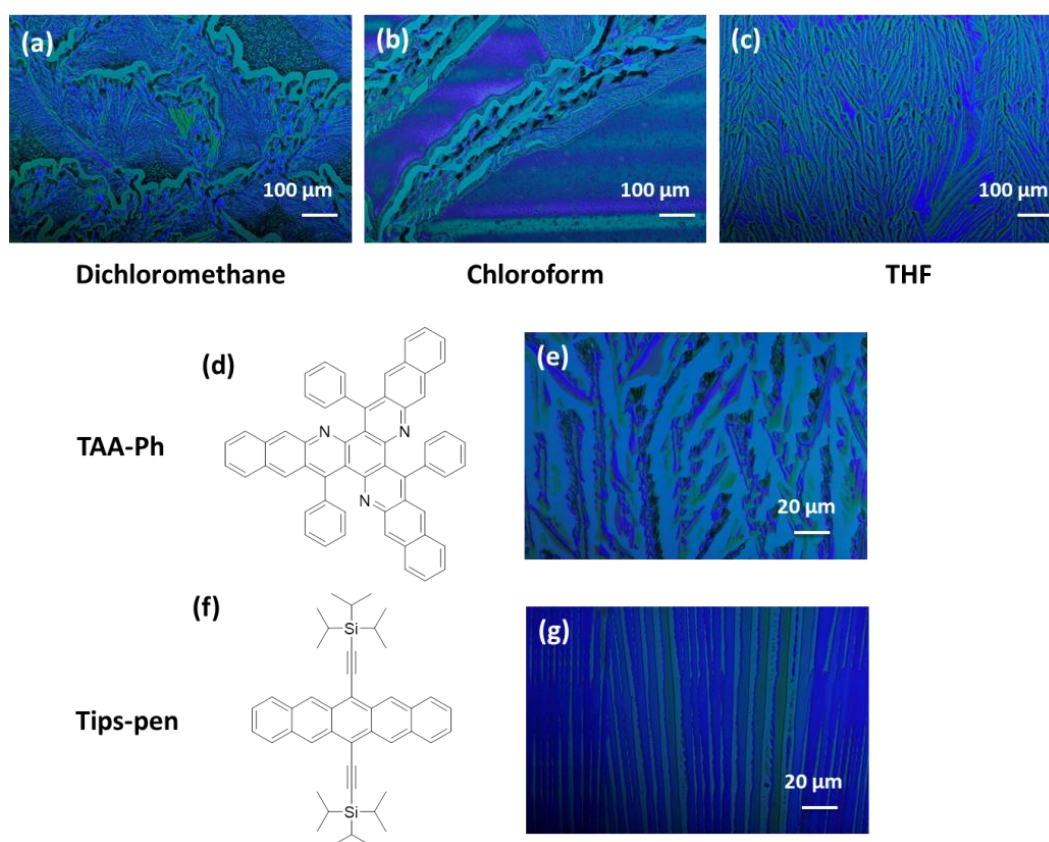 (a)
(b)
(c)
100 µm
100 µm
100 µm
Dichloromethane
Chloroform
THF
(d)
(e)
TAA-Ph
N
N
N
20 µm
(f)
(g)
Si
Tips-pen
20 µm
Si